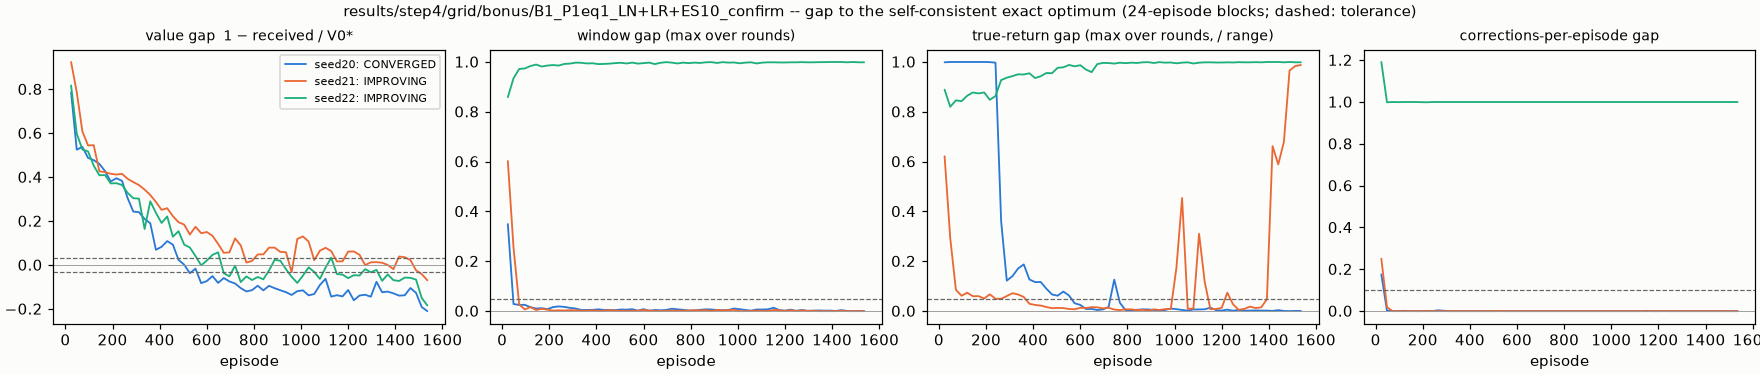 results/step4/grid/bonus/B1_P1eq1_LN+LR+ES10_confirm -- gap to the self-consistent exact optimum (24-episode blocks; dashed: tolerance)
value gap 1 − received / V0*
window gap (max over rounds)
true-return gap (max over rounds, / range)
corrections-per-episode gap
seed20: CONVERGED
seed21: IMPROVING
seed22: IMPROVING
0.8
0.6
0.4
0.2
0.0
−0.2
0 200 400 600 800 1000 1200 1400 1600
episode
1.0
0.8
0.6
0.4
0.2
0.0
0 200 400 600 800 1000 1200 1400 1600
episode
1.0
0.8
0.6
0.4
0.2
0.0
0 200 400 600 800 1000 1200 1400 1600
episode
1.2
1.0
0.8
0.6
0.4
0.2
0.0
0 200 400 600 800 1000 1200 1400 160
episode